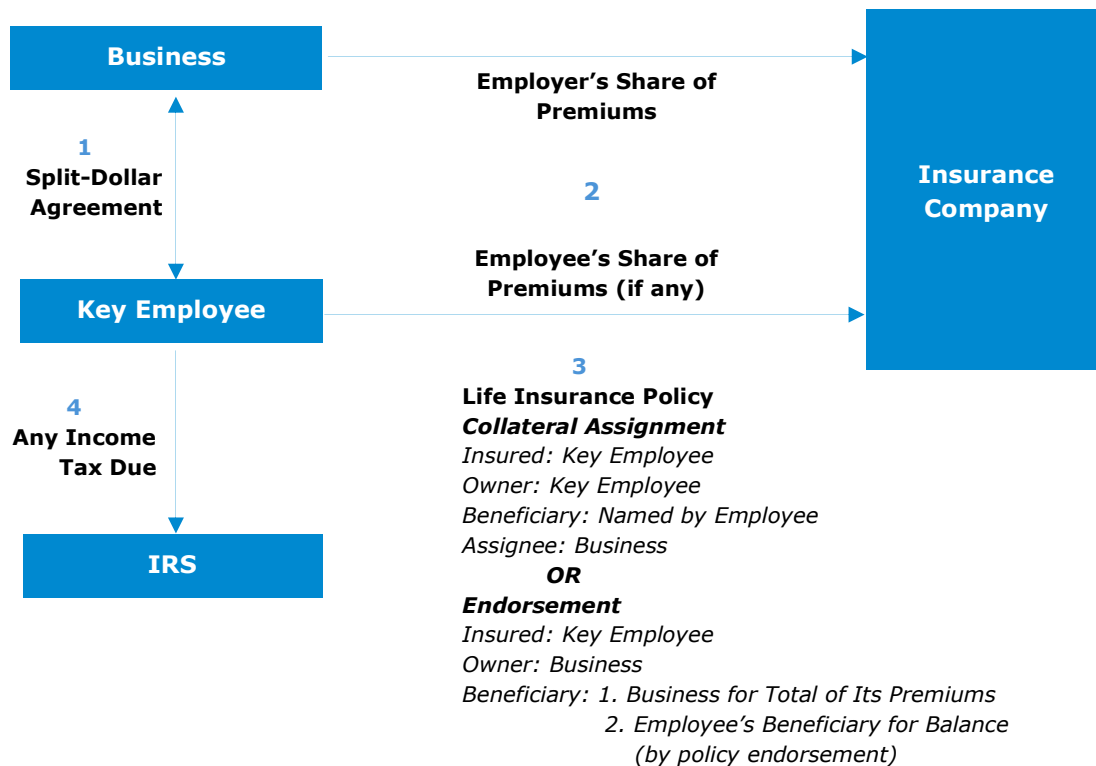 Business
Employer’s Share of
Premiums
1
Split-Dollar
Agreement
2
Insurance
Company
Employee’s Share of
Premiums (if any)
Key Employee
3
Life Insurance Policy
Collateral Assignment
Insured: Key Employee
Owner: Key Employee
Beneficiary: Named by Employee
Assignee: Business
OR
Endorsement
Insured: Key Employee
Owner: Business
Beneficiary: 1. Business for Total of Its Premiums
2. Employee’s Beneficiary for Balance
(by policy endorsement)
4
Any Income
Tax Due
IRS